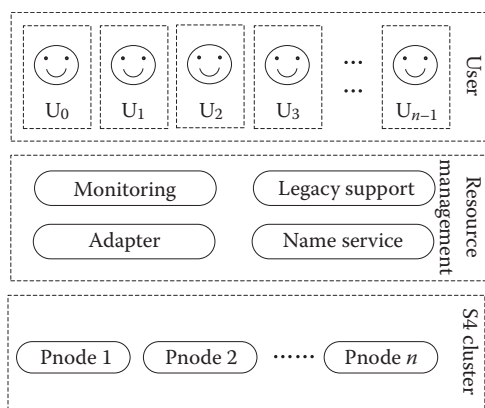 U0 U1 U2 U3 ... ... Un–1
User
Monitoring Legacy support
Adapter Name service
Resource
management
Pnode 1 Pnode 2 ...... Pnode n
S4 cluster